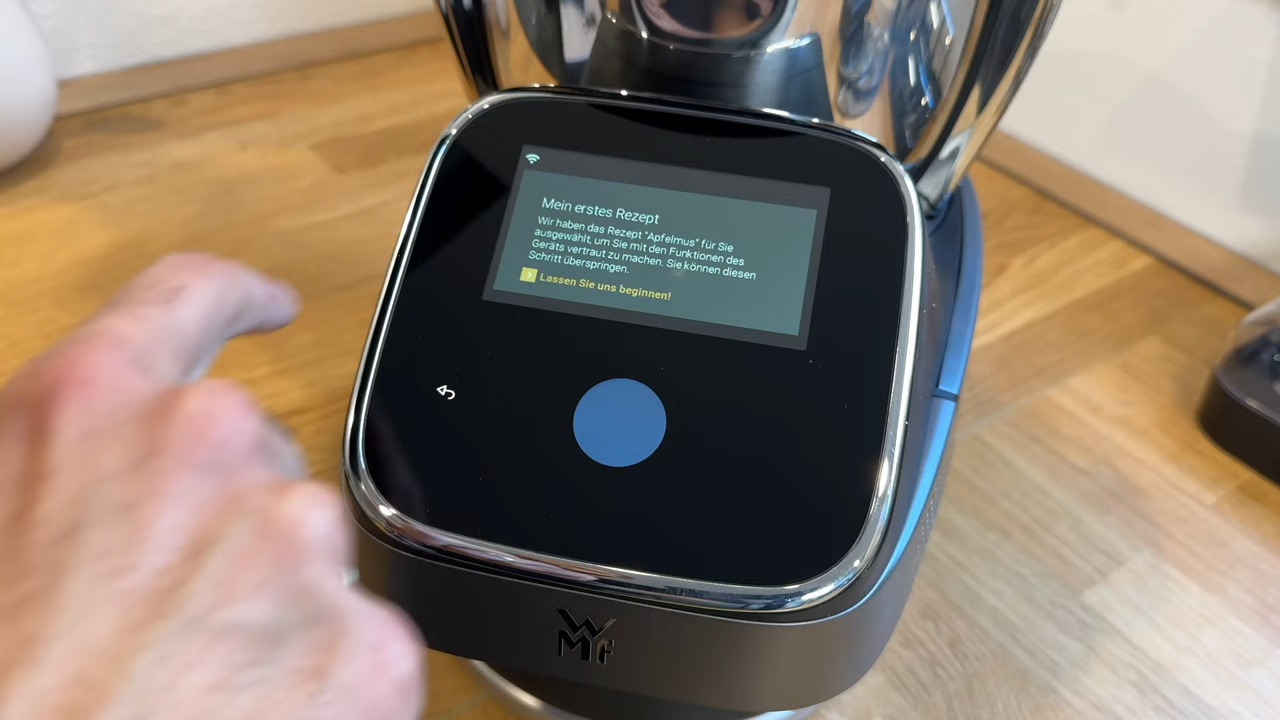 Mein erstes Rezept
Wir haben das Rezept "Apfelmus" für Sie
ausgewählt, um Sie mit den Funktionen des
Geräts vertraut zu machen. Sie können diesen
Schritt überspringen.
Lassen Sie uns beginnen!
WMF